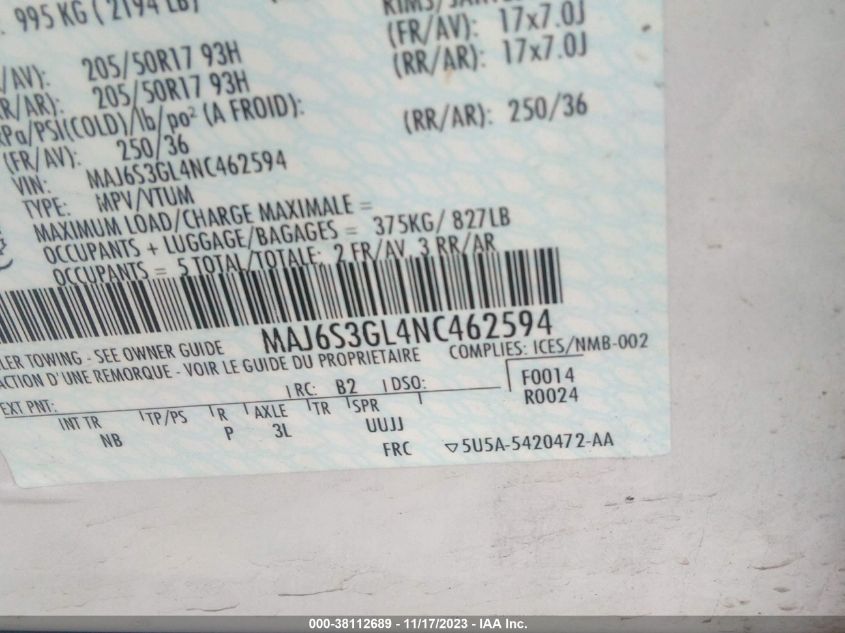 995 KG ( 2194 LB)
(FR/AV): 17x7.0J
/AV): 205/50R17 93H
(RR/AR): 17x7.0J
R/AR): 205/50R17 93H
kPa/PSI(COLD)/lb/po² (A FROID):
(FR/AV): 250/36
(RR/AR): 250/36
VIN: MAJ6S3GL4NC462594
TYPE: MPV/VTUM
MAXIMUM LOAD/CHARGE MAXIMALE =
OCCUPANTS + LUGGAGE/BAGAGES = 375KG/ 827LB
OCCUPANTS = 5 TOTAL/TOTALE: 2 FR/AV, 3 RR/AR
MAJ6S3GL4NC462594
LER TOWING - SEE OWNER GUIDE
COMPLIES: ICES/NMB-002
ACTION D'UNE REMORQUE - VOIR LE GUIDE DU PROPRIETAIRE
EXT PNT: RC: B2 DSO: F0014
R0024
INT TR TP/PS R AXLE TR SPR
NB P 3L UUJJ
FRC ▽5U5A-5420472-AA
000-38112689 - 11/17/2023 - IAA Inc.